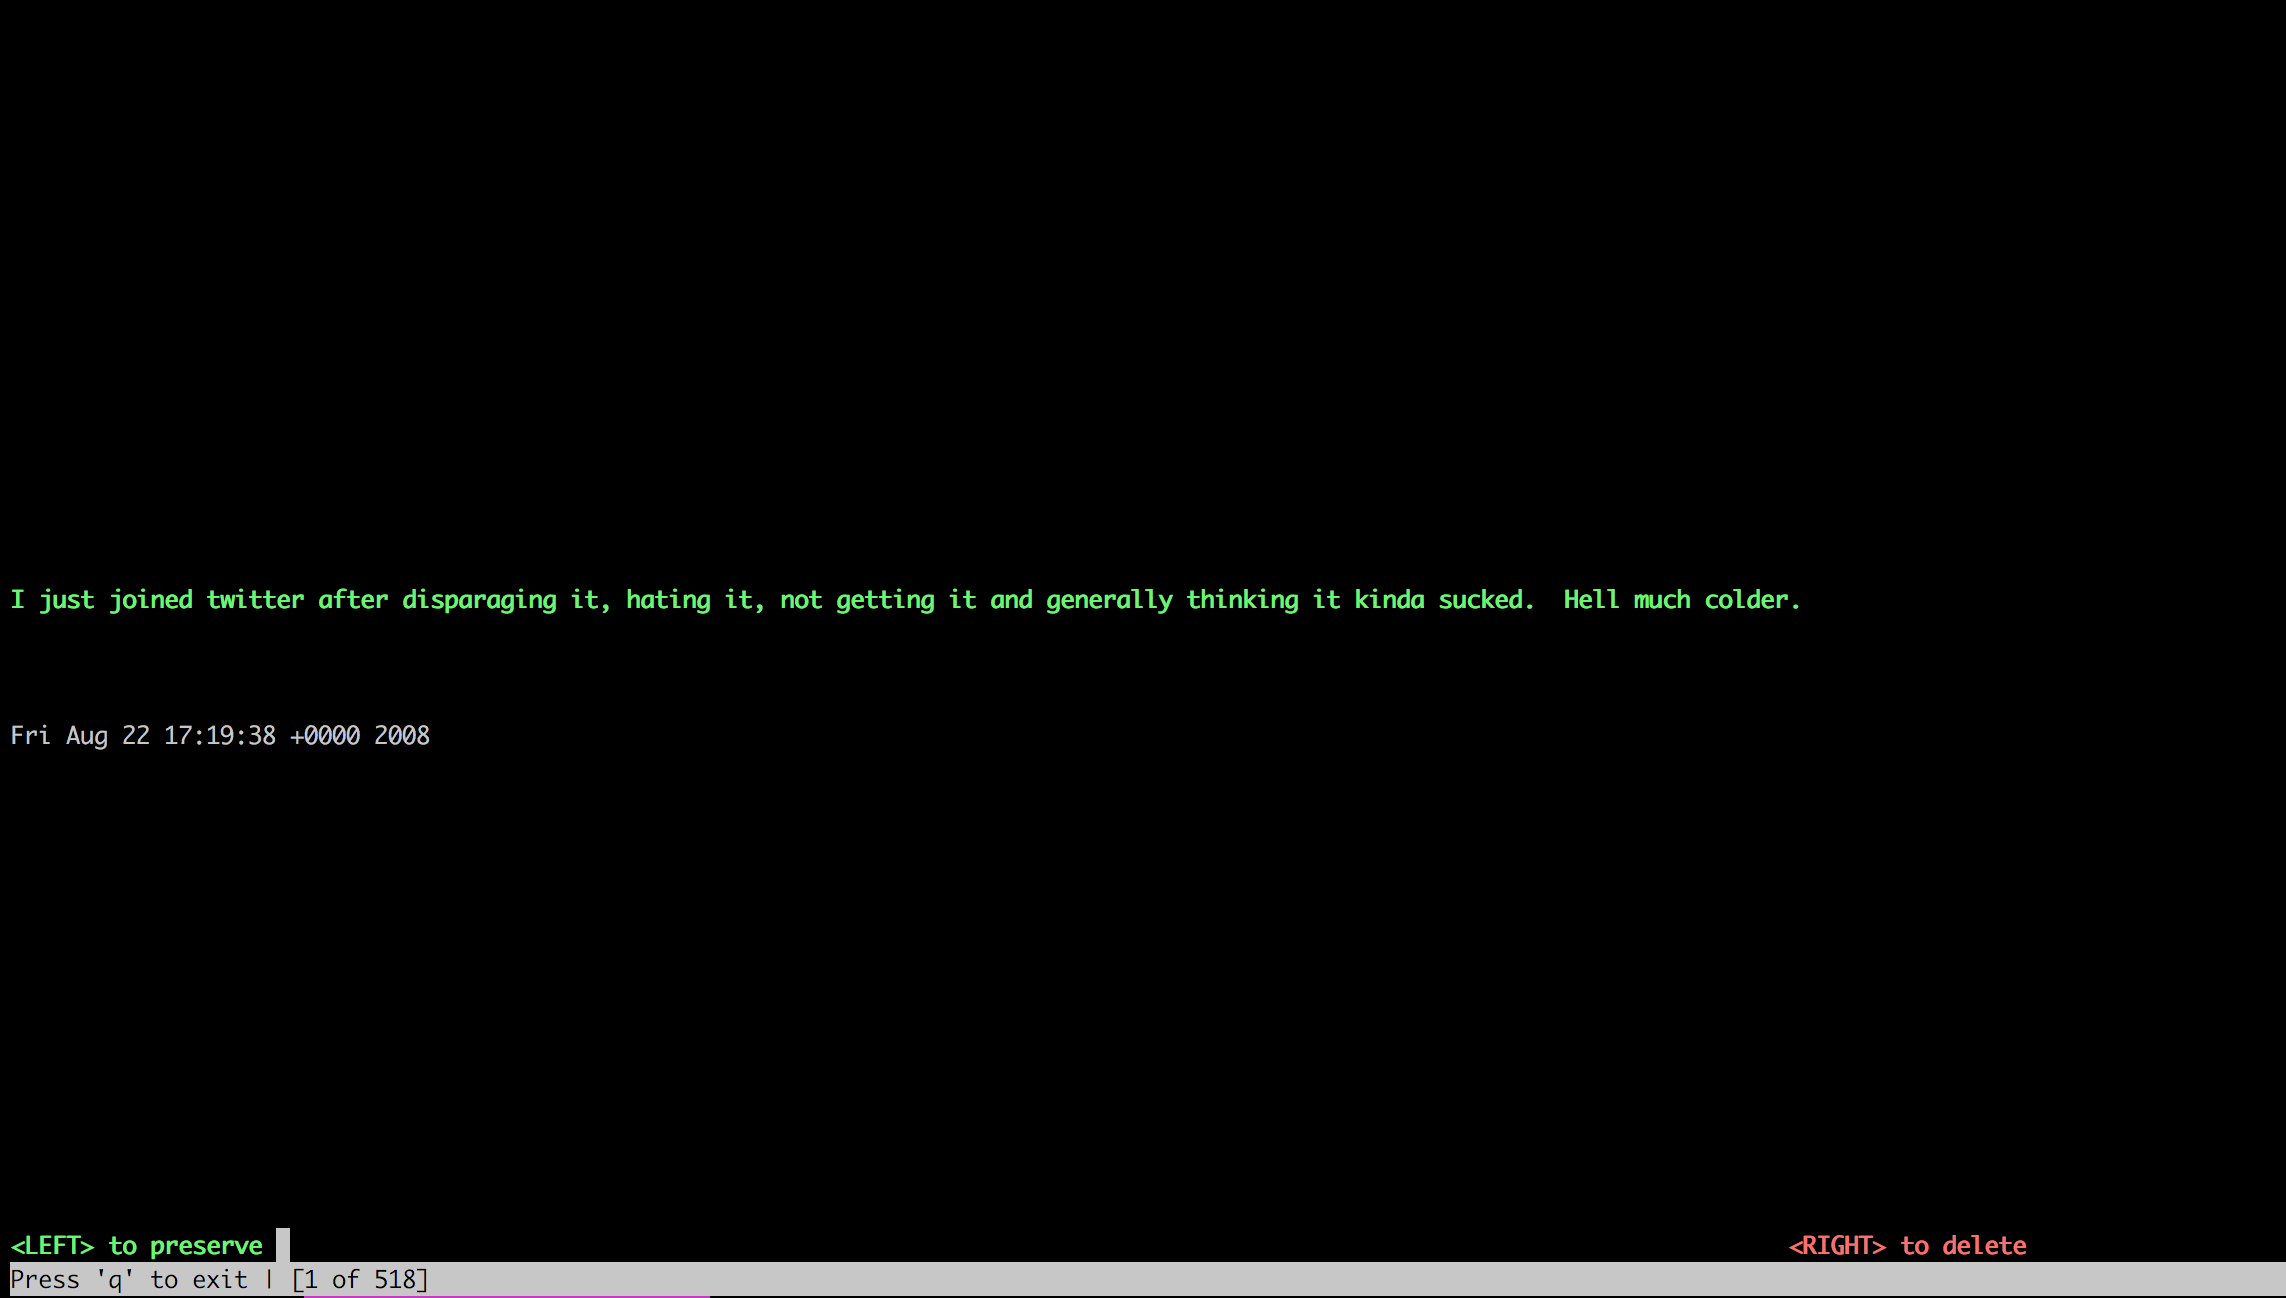 I just joined twitter after disparaging it, hating it, not getting it and generally thinking it kinda sucked.  Hell much colder.
Fri Aug 22 17:19:38 +0000 2008
<LEFT> to preserve
<RIGHT> to delete
Press 'q' to exit | [1 of 518]